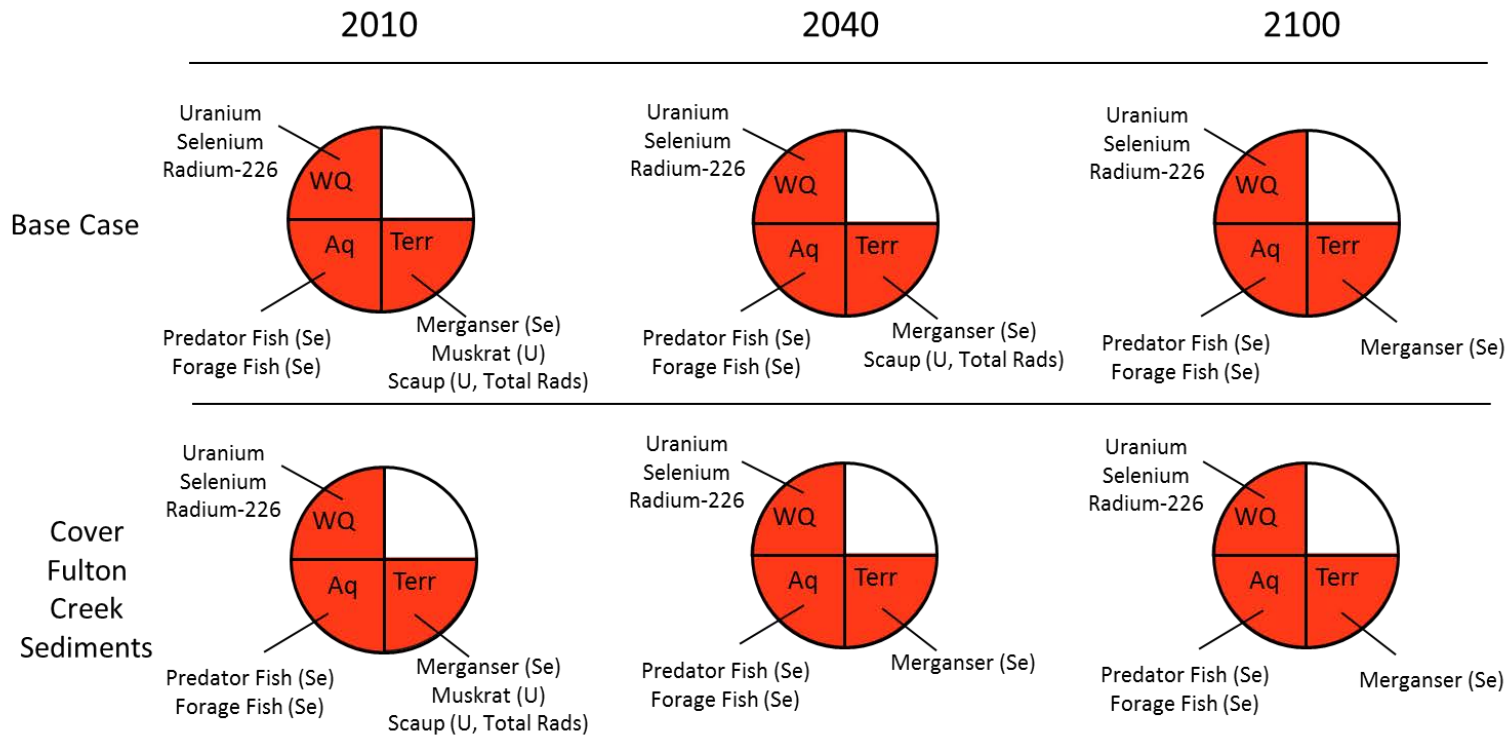 2010
2040
2100
Base Case
Uranium
Selenium
Radium-226
WQ
Aq
Terr
Predator Fish (Se)
Forage Fish (Se)
Merganser (Se)
Muskrat (U)
Scaup (U, Total Rads)
Uranium
Selenium
Radium-226
WQ
Aq
Terr
Predator Fish (Se)
Forage Fish (Se)
Merganser (Se)
Scaup (U, Total Rads)
Uranium
Selenium
Radium-226
WQ
Aq
Terr
Predator Fish (Se)
Forage Fish (Se)
Merganser (Se)
Cover
Fulton
Creek
Sediments
Uranium
Selenium
Radium-226
WQ
Aq
Terr
Predator Fish (Se)
Forage Fish (Se)
Merganser (Se)
Muskrat (U)
Scaup (U, Total Rads)
Uranium
Selenium
Radium-226
WQ
Aq
Terr
Predator Fish (Se)
Forage Fish (Se)
Merganser (Se)
Uranium
Selenium
Radium-226
WQ
Aq
Terr
Predator Fish (Se)
Forage Fish (Se)
Merganser (Se)